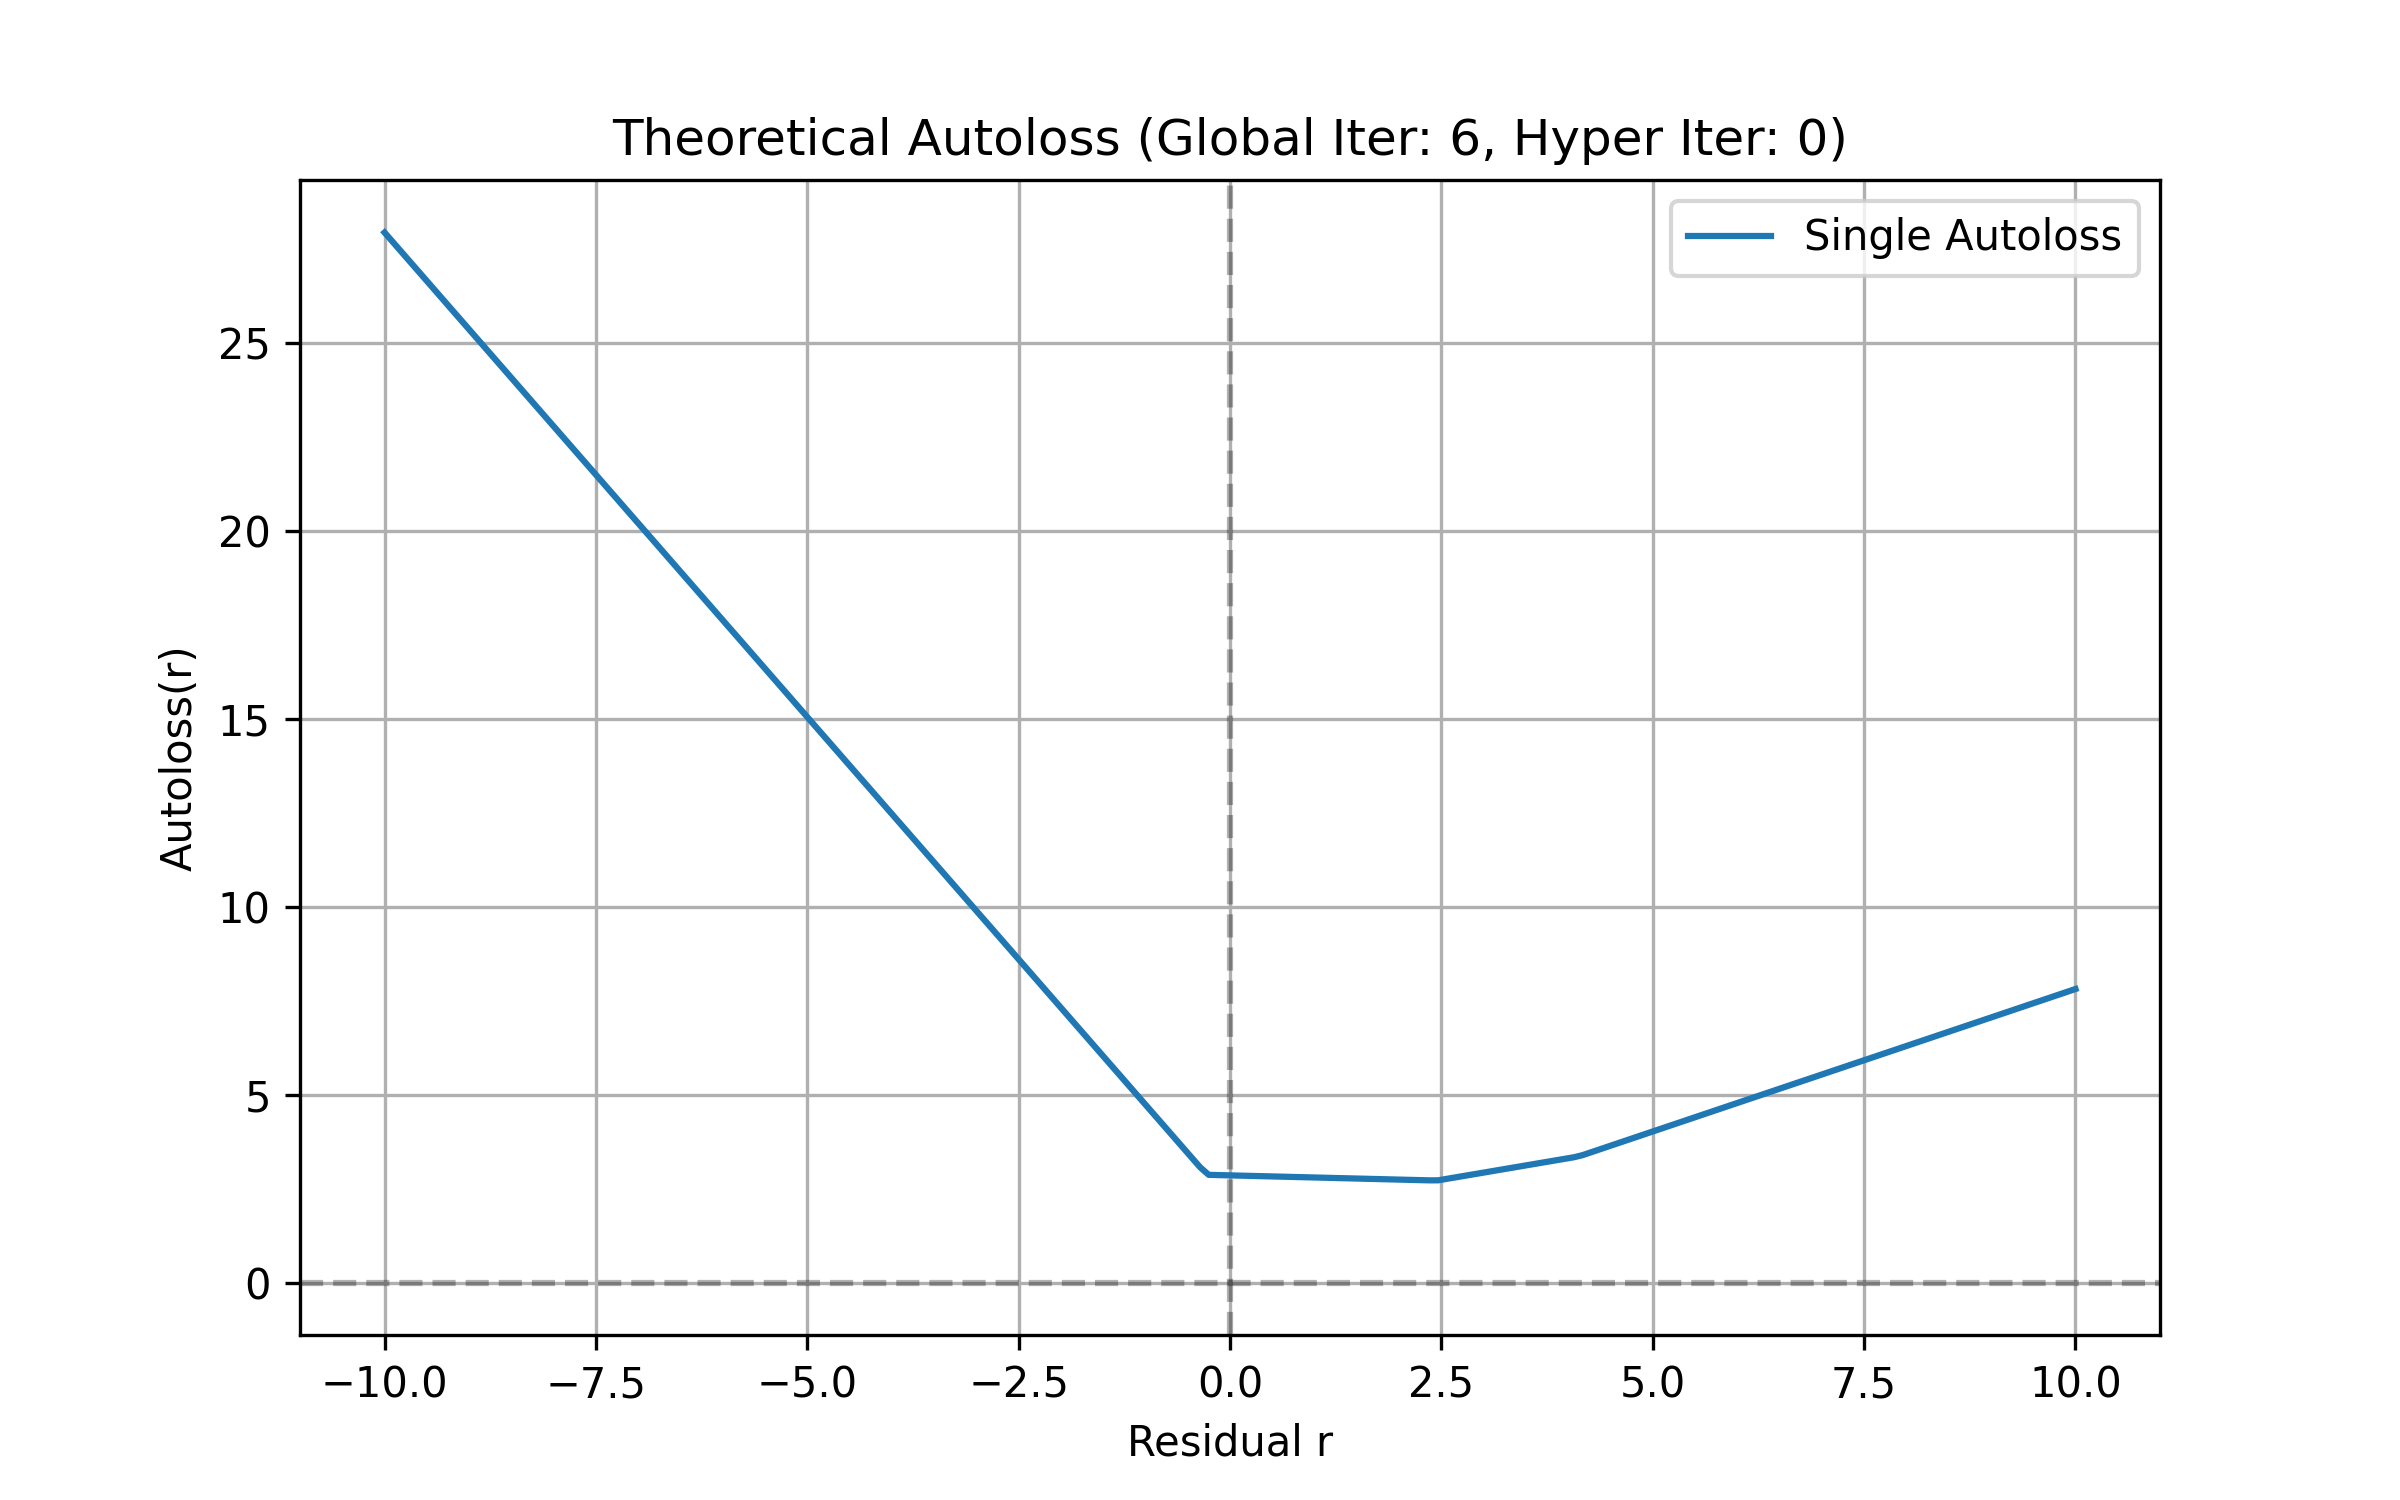 Theoretical Autoloss (Global Iter: 6, Hyper Iter: 0)
Single Autoloss
Autoloss(r)
25
20
15
10
5
0
−10.0 −7.5 −5.0 −2.5 0.0 2.5 5.0 7.5 10.0
Residual r